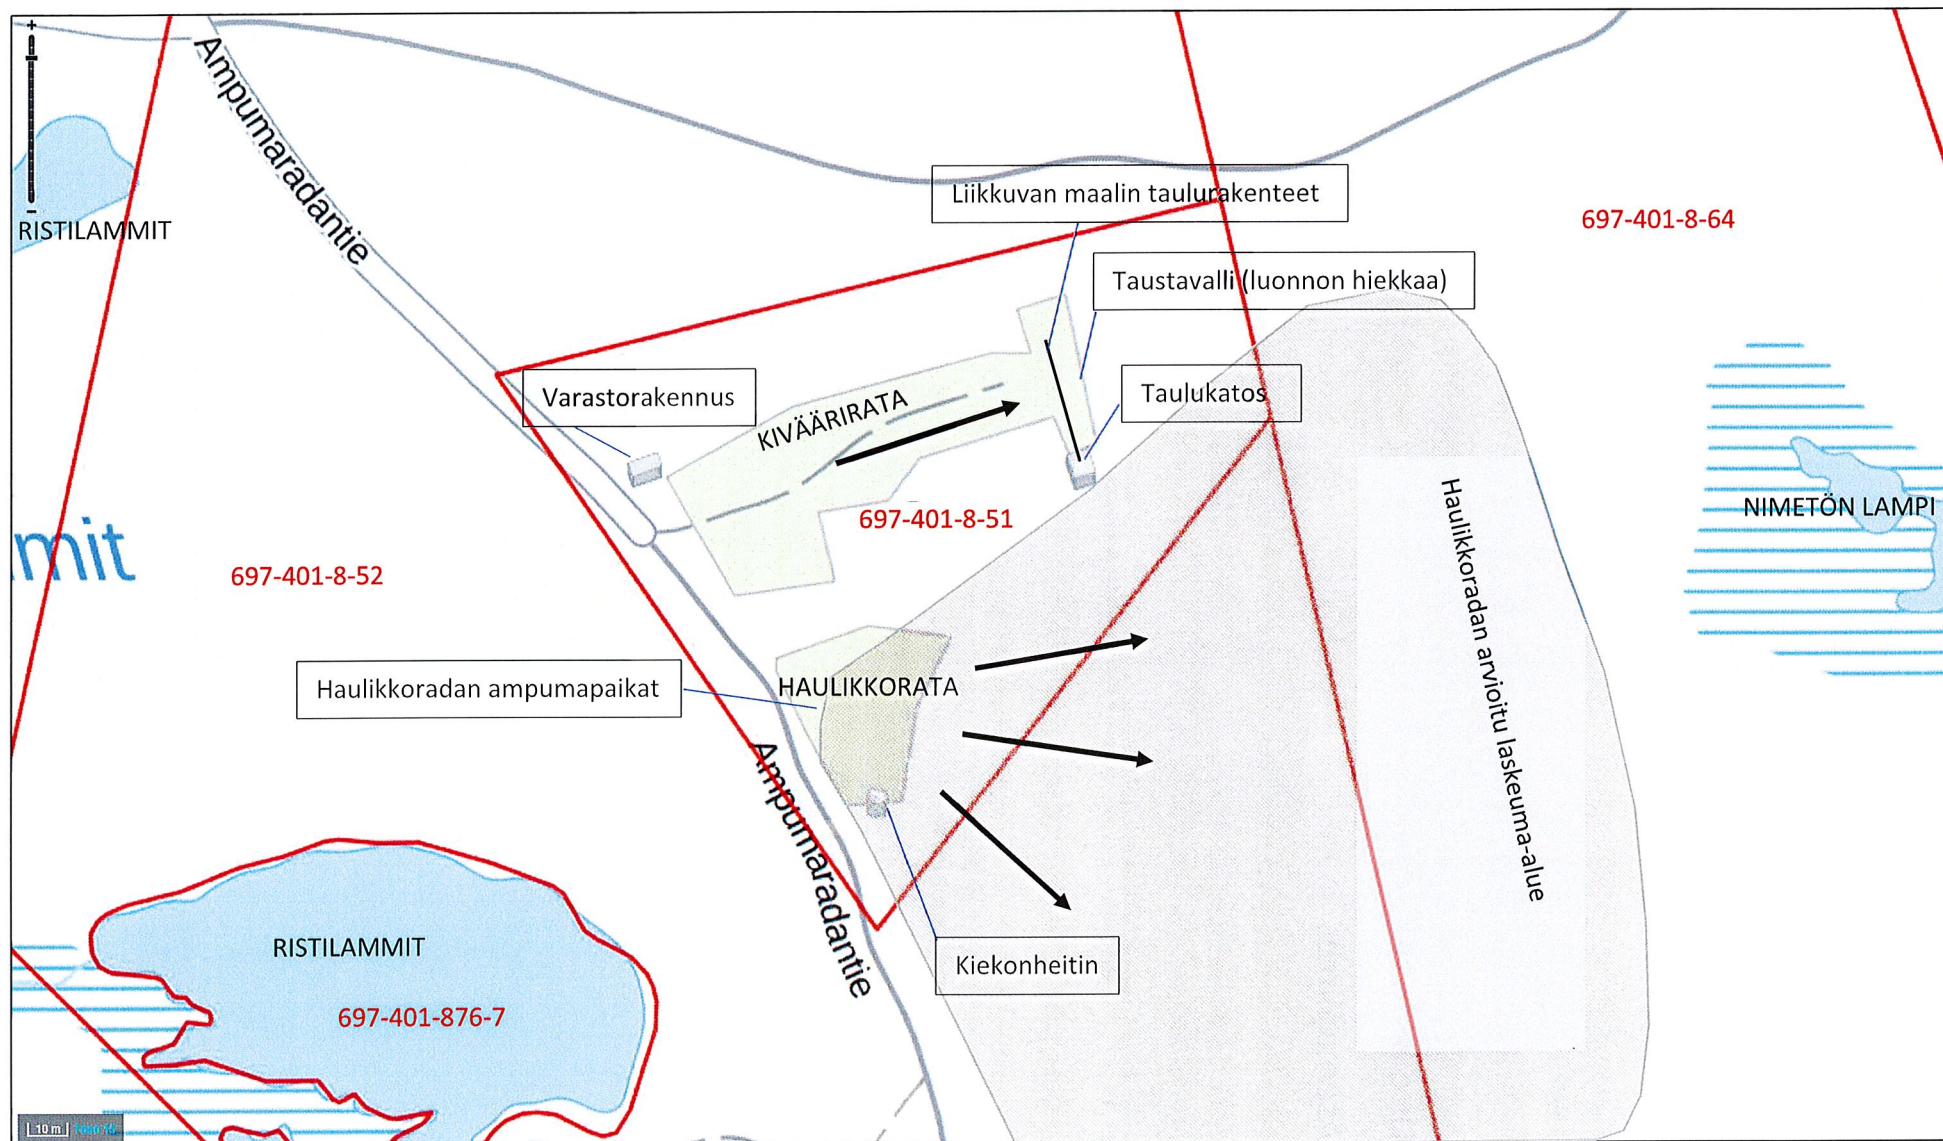 +
Ampumaradantie
−
RISTILAMMIT
Liikkuvan maalin taulurakenteet
697-401-8-64
Taustavalli (luonnon hiekkaa)
Varastorakennus
KIVÄÄRIRATA
Taulukatos
NIMETÖN LAMPI
697-401-8-51
mit
697-401-8-52
Haulikkoradan arvioitu laskeuma-alue
Haulikkoradan ampumapaikat
HAULIKKORATA
Ampumaradantie
RISTILAMMIT
Kiekonheitin
697-401-876-7
10 m